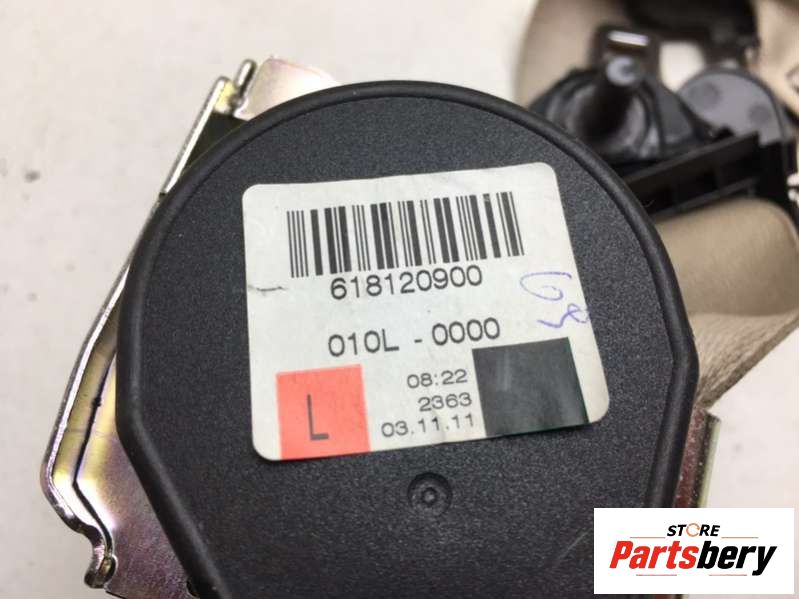 618120900
010L - 0000
L
08:22
2363
03.11.11
STORE
Partsbery